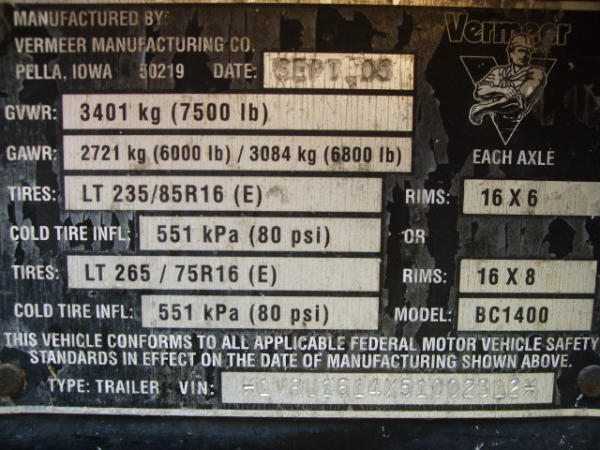 MANUFACTURED BY
VERMEER MANUFACTURING CO.
PELLA, IOWA 50219 DATE: SEPT 05
Vermeer
GVWR: 3401 kg (7500 lb)
GAWR: 2721 kg (6000 lb) / 3084 kg (6800 lb) EACH AXLE
TIRES: LT 235/85R16 (E) RIMS: 16 X 6
COLD TIRE INFL: 551 kPa (80 psi) OR
TIRES: LT 265 / 75R16 (E) RIMS: 16 X 8
COLD TIRE INFL: 551 kPa (80 psi) MODEL: BC1400
THIS VEHICLE CONFORMS TO ALL APPLICABLE FEDERAL MOTOR VEHICLE SAFETY
STANDARDS IN EFFECT ON THE DATE OF MANUFACTURING SHOWN ABOVE.
TYPE: TRAILER VIN: